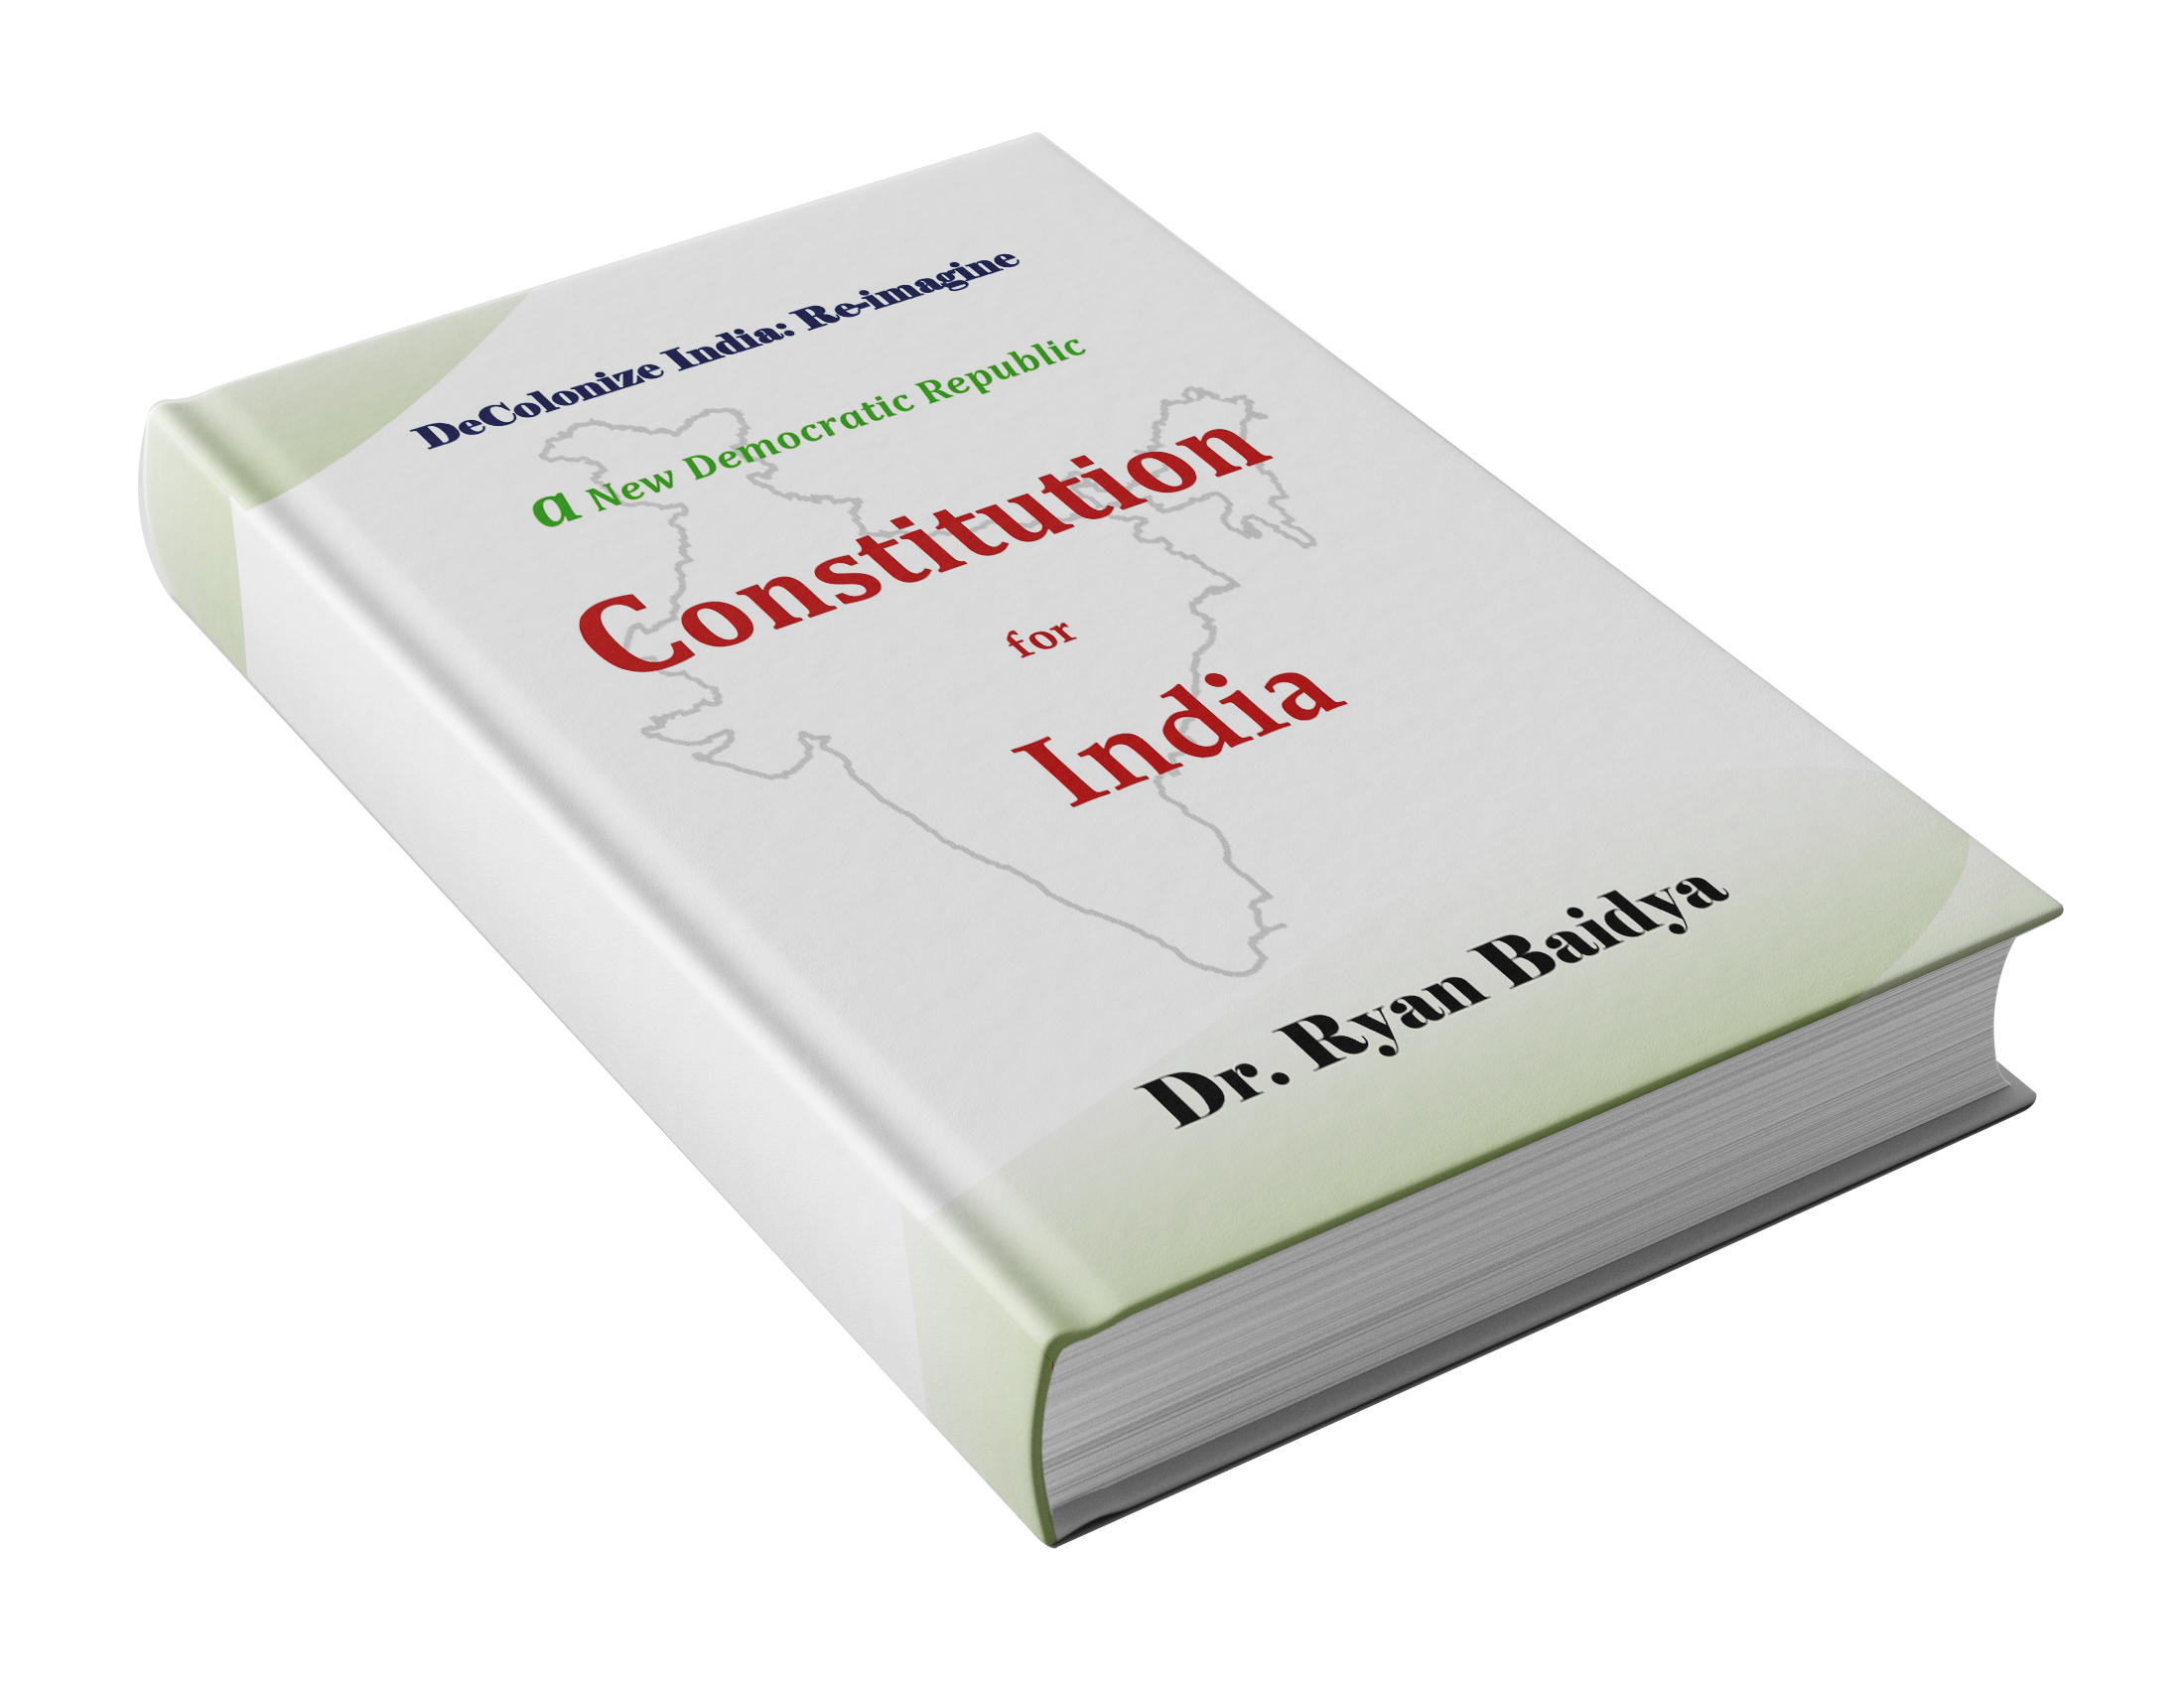 DeColonize India: Re-imagine
a New Democratic Republic
Constitution
for
India
Dr. Ryan Baidya